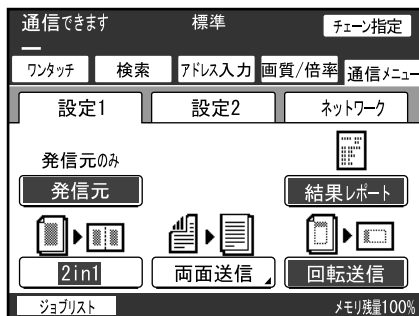 通信できます 標準 チェーン指定
ワンタッチ 検索 アドレス入力 画質/倍率 通信メニュー
設定1 設定2 ネットワーク
発信元のみ
発信元 結果レポート
2in1 両面送信 回転送信
ジョブリスト メモリ残量100%